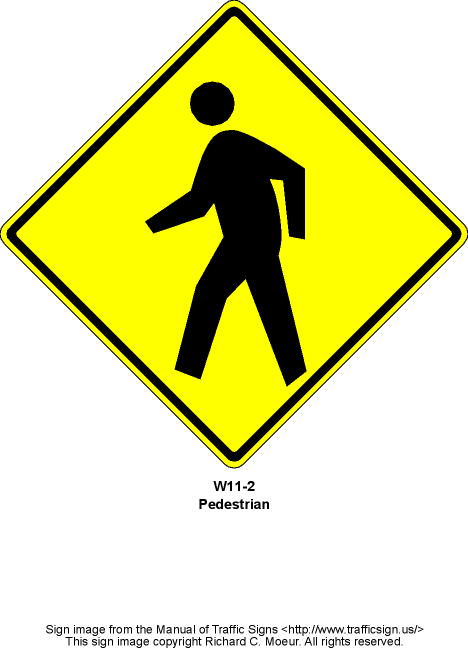 W11-2
Pedestrian
Sign image from the Manual of Traffic Signs <http://www.trafficsign.us/>
This sign image copyright Richard C. Moeur. All rights reserved.